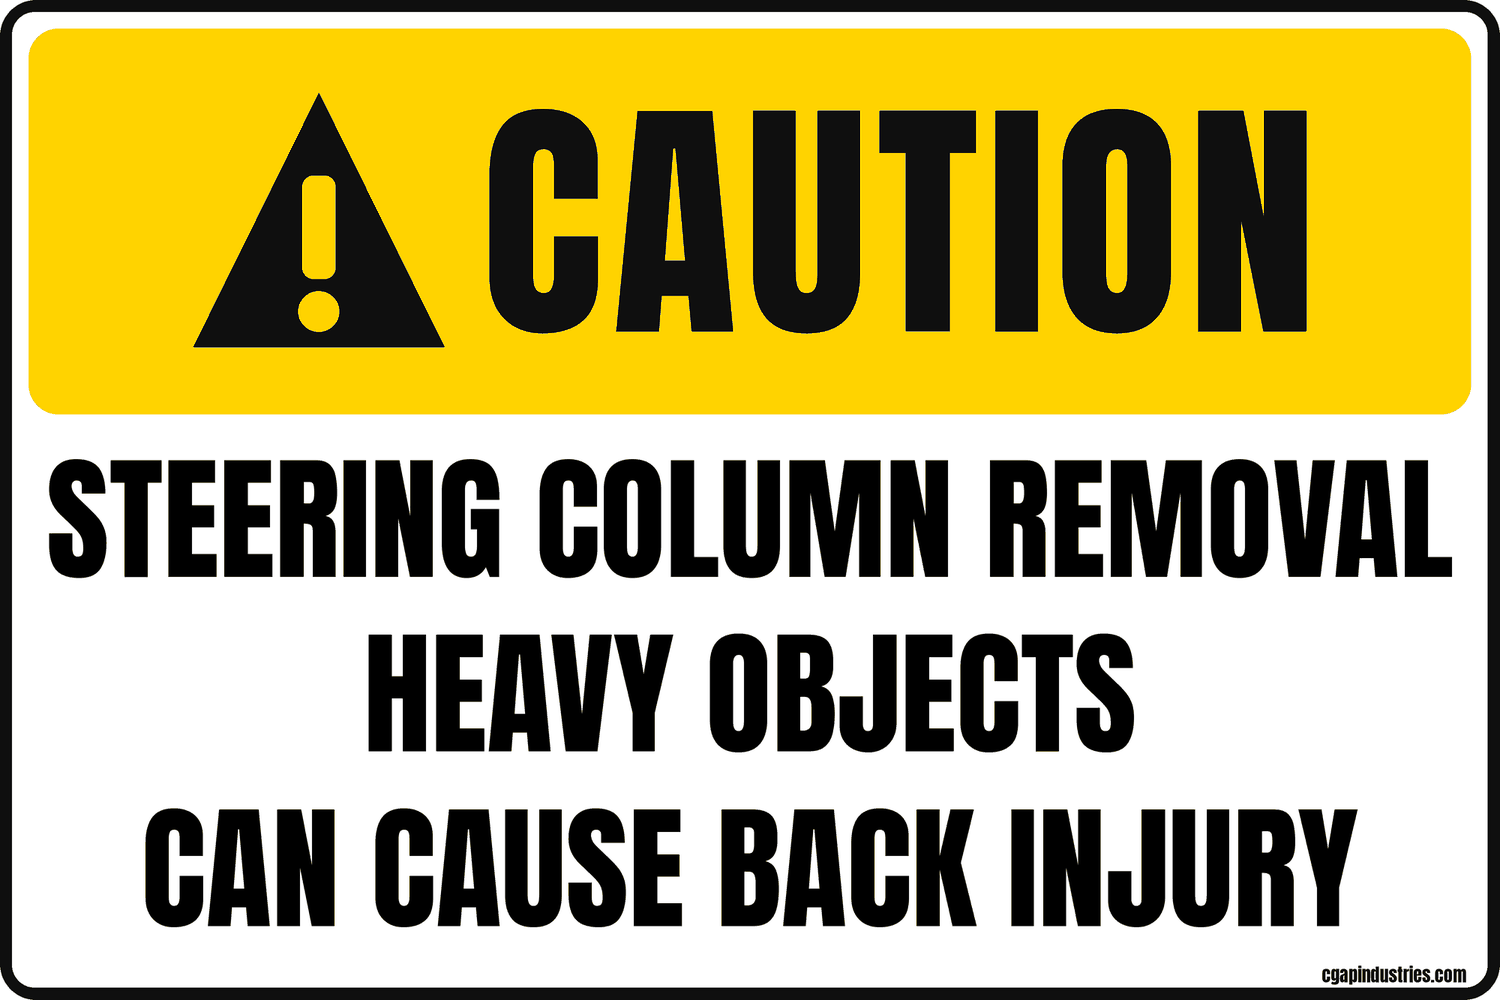 CAUTION
STEERING COLUMN REMOVAL
HEAVY OBJECTS
CAN CAUSE BACK INJURY
cgapindustries.com